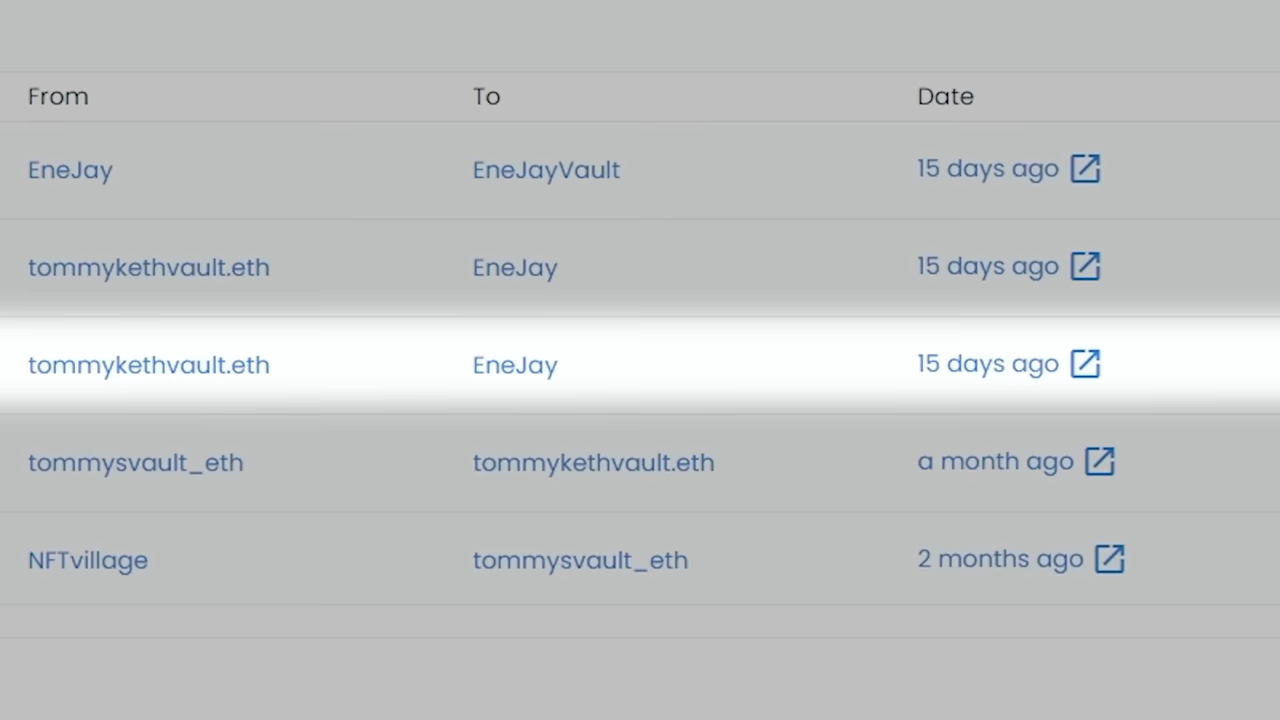 From To Date
EneJay EneJayVault 15 days ago
tommykethvault.eth EneJay 15 days ago
tommykethvault.eth EneJay 15 days ago
tommysvault_eth tommykethvault.eth a month ago
NFTvillage tommysvault_eth 2 months ago